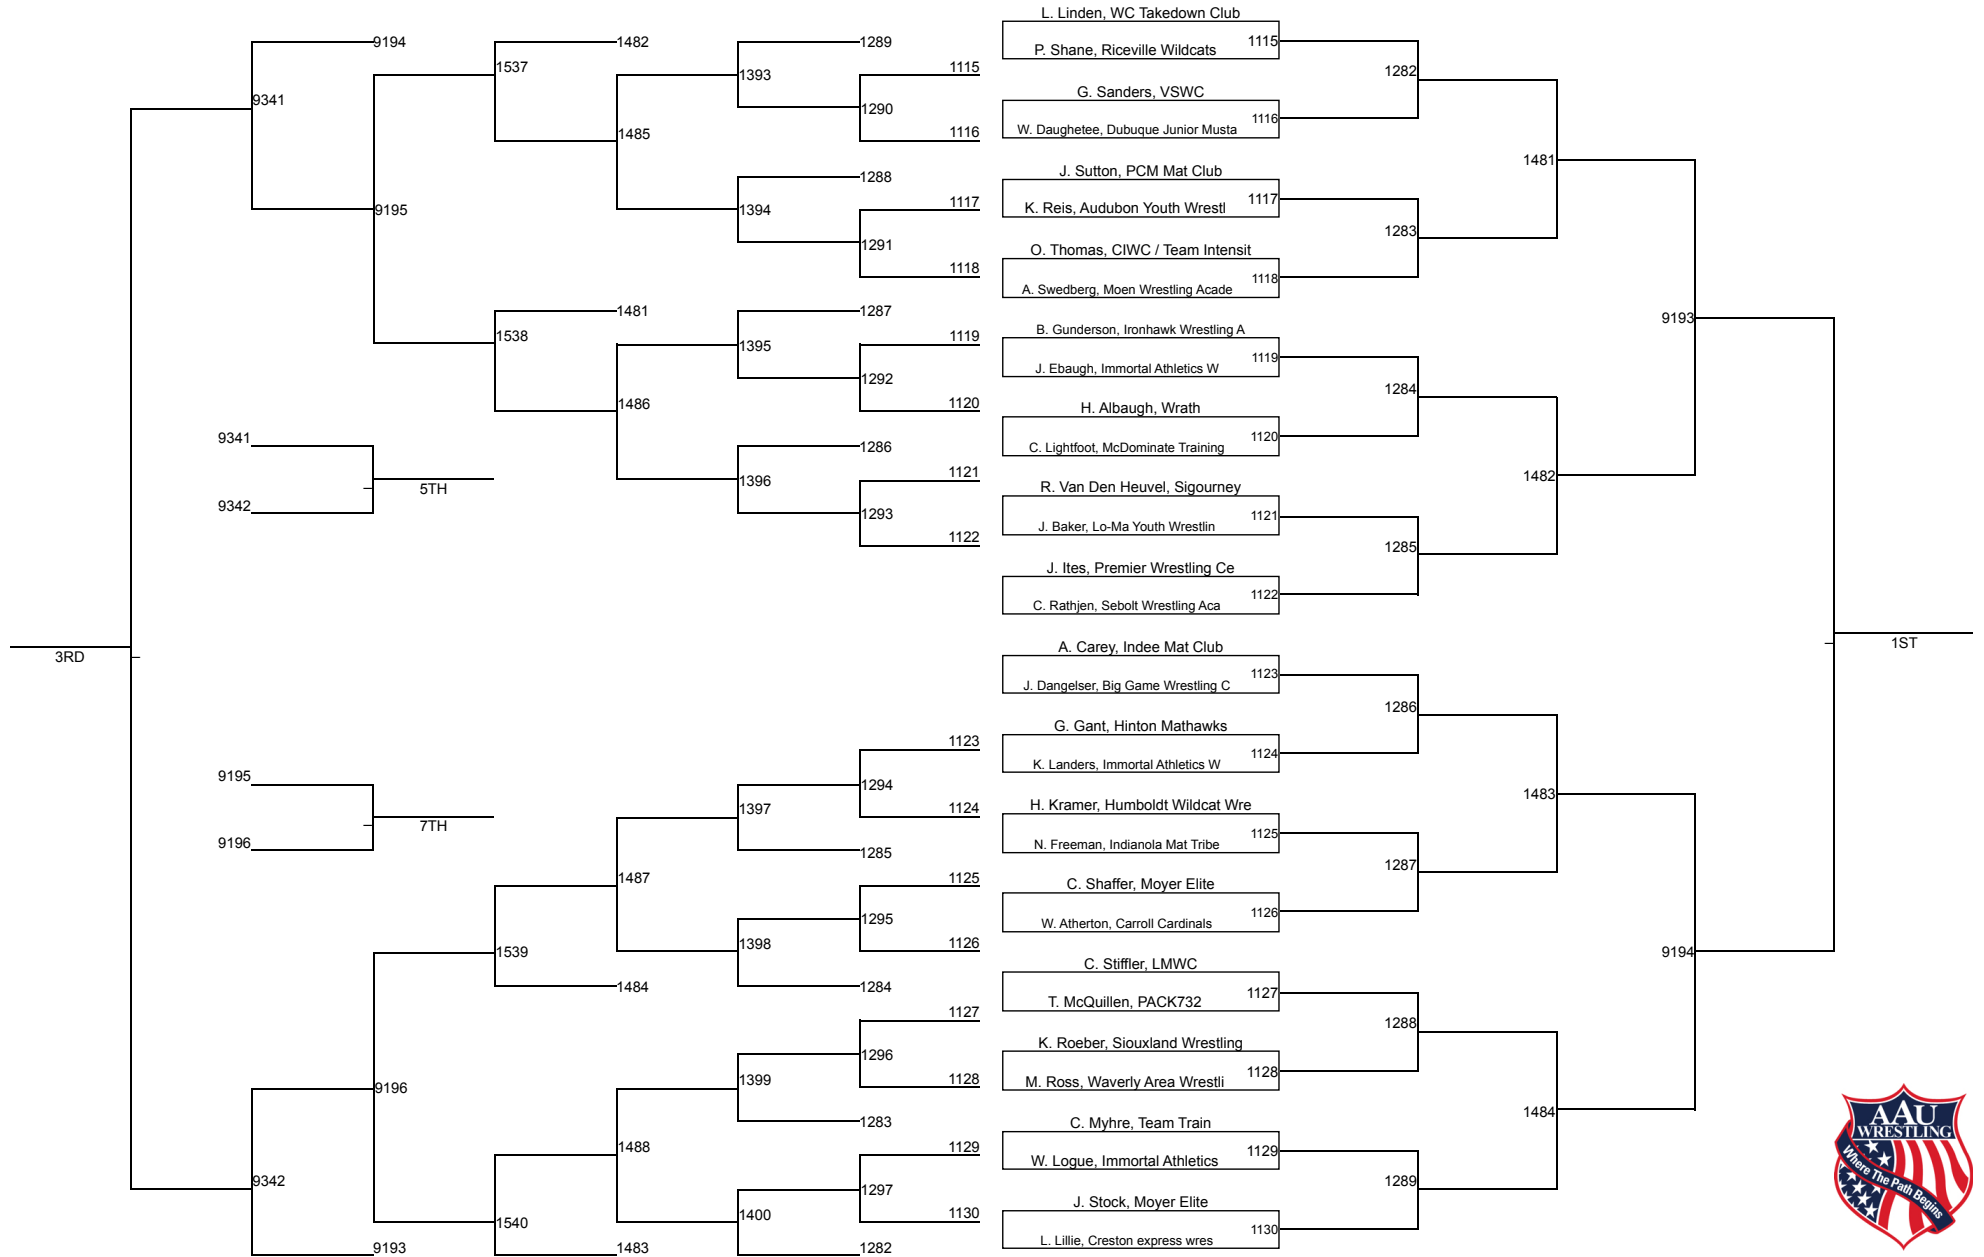 L. Linden, WC Takedown Club
9194
1482
1289
P. Shane, Riceville Wildcats
1115
1537
1393
1115
1282
9341
G. Sanders, VSWC
1290
1116
1485
1116
W. Daughetee, Dubuque Junior Musta
1481
J. Sutton, PCM Mat Club
1288
1117
1117
9195
1394
K. Reis, Audubon Youth Wrestl
1283
1291
O. Thomas, CIWC / Team Intensit
1118
1118
A. Swedberg, Moen Wrestling Acade
1481
1287
9193
B. Gunderson, Ironhawk Wrestling A
1538
1395
1119
1119
J. Ebaugh, Immortal Athletics W
1292
1284
1486
1120
H. Albaugh, Wrath
9341
1286
1120
C. Lightfoot, McDominate Training
1396
1121
1482
5TH
R. Van Den Heuvel, Sigourney
9342
1293
1121
J. Baker, Lo-Ma Youth Wrestlin
1122
1285
J. Ites, Premier Wrestling Ce
1122
C. Rathjen, Sebolt Wrestling Aca
3RD
A. Carey, Indee Mat Club
1ST
1123
J. Dangelser, Big Game Wrestling C
1286
G. Gant, Hinton Mathawks
1123
1124
K. Landers, Immortal Athletics W
9195
1294
1483
1397
1124
H. Kramer, Humboldt Wildcat Wre
7TH
1125
9196
1285
N. Freeman, Indianola Mat Tribe
1287
1487
1125
C. Shaffer, Moyer Elite
1295
1126
W. Atherton, Carroll Cardinals
1539
1398
1126
9194
C. Stiffler, LMWC
1484
1284
1127
T. McQuillen, PACK732
1127
1288
K. Roeber, Siouxland Wrestling
1296
1128
9196
1399
1128
M. Ross, Waverly Area Wrestli
1484
1283
C. Myhre, Team Train
1488
1129
1129
W. Logue, Immortal Athletics
9342
1297
1289
1540
1400
1130
J. Stock, Moyer Elite
1130
9193
1483
1282
L. Lillie, Creston express wres
AAU
WRESTLING
Where The Path Begins